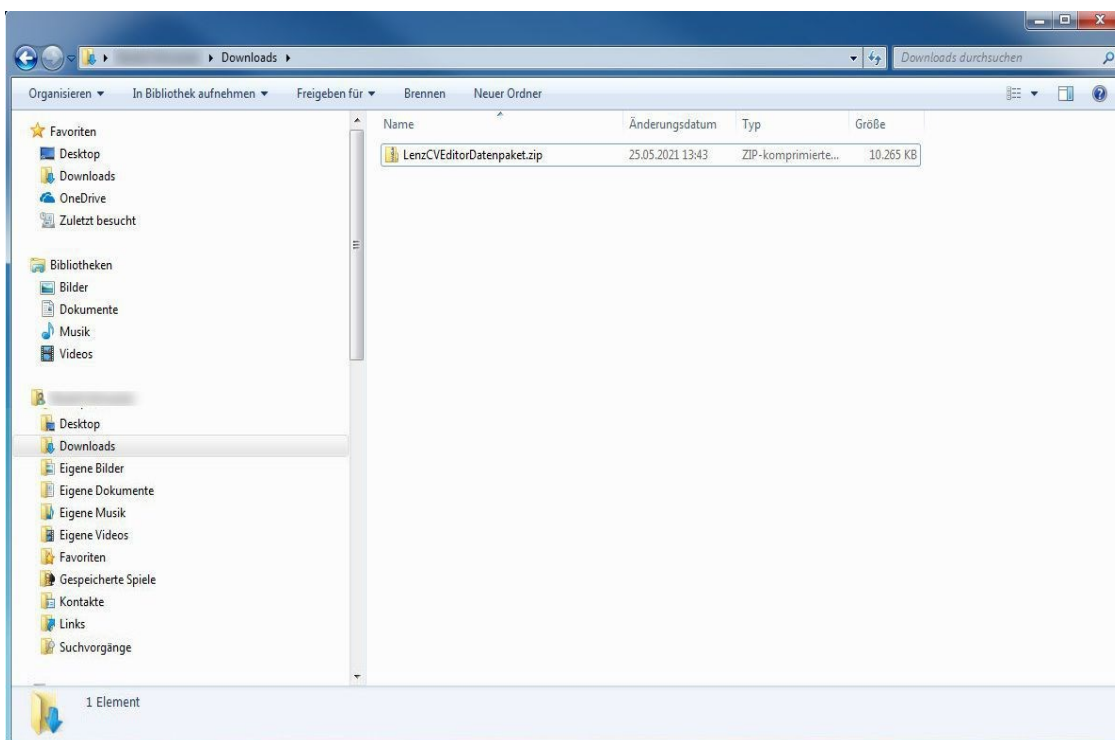 Downloads
Downloads durchsuchen
Organisieren In Bibliothek aufnehmen Freigeben für Brennen Neuer Ordner
Name Änderungsdatum Typ Größe
LenzCVEditorDatenpaket.zip 25.05.2021 13:43 ZIP-komprimierte... 10.265 KB
Favoriten
Desktop
Downloads
OneDrive
Zuletzt besucht
Bibliotheken
Bilder
Dokumente
Musik
Videos
Desktop
Downloads
Eigene Bilder
Eigene Dokumente
Eigene Musik
Eigene Videos
Favoriten
Gespeicherte Spiele
Kontakte
Links
Suchvorgänge
1 Element